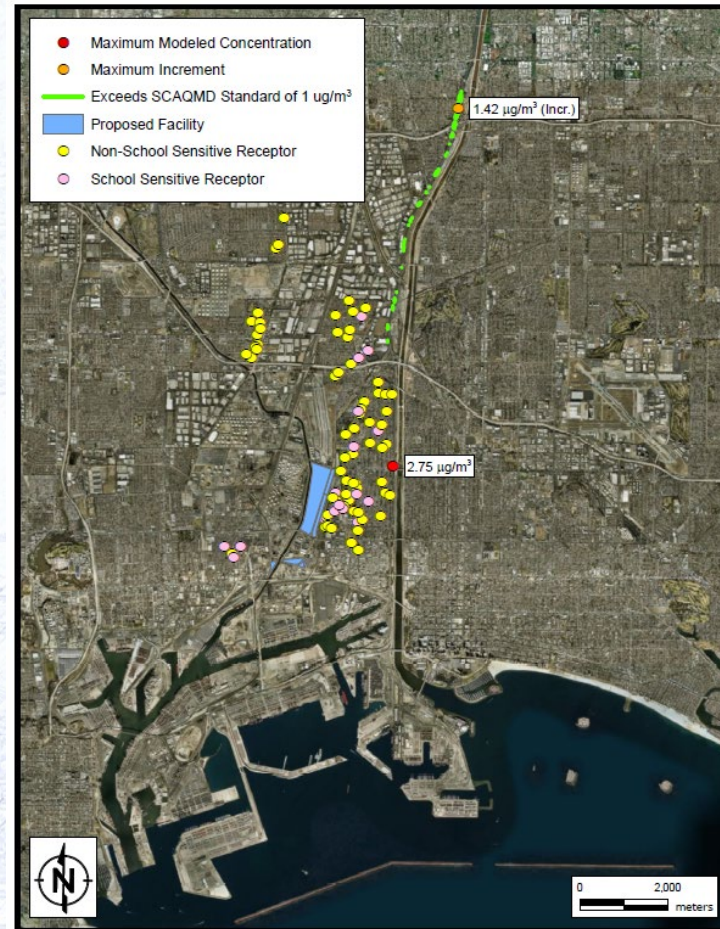 Maximum Modeled Concentration
Maximum Increment
Exceeds SCAQMD Standard of 1 ug/m³
Proposed Facility
Non-School Sensitive Receptor
School Sensitive Receptor
1.42 µg/m³ (Incr.)
2.75 µg/m³
N
0 2,000
meters